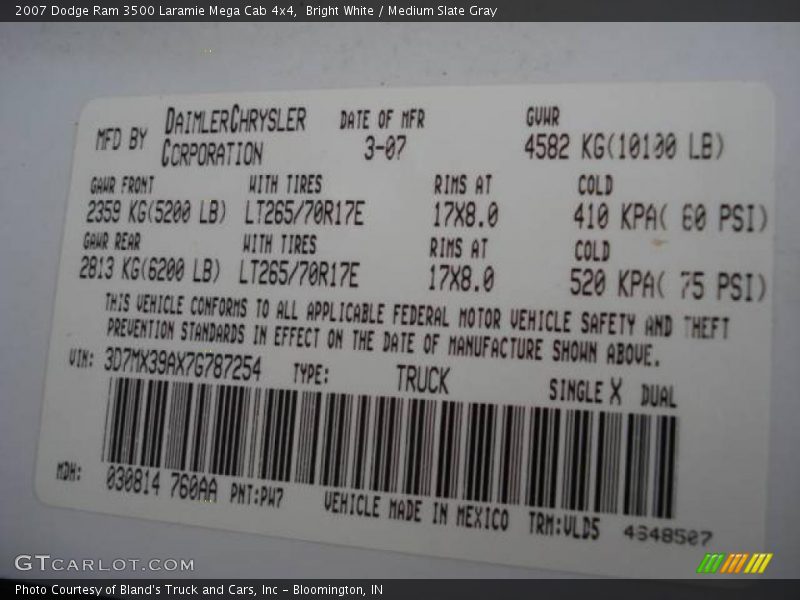 2007 Dodge Ram 3500 Laramie Mega Cab 4x4,  Bright White / Medium Slate Gray
MFD BY DAIMLERCHRYSLER CORPORATION
DATE OF MFR
3-07
GVWR
4582 KG(10100 LB)
GAWR FRONT WITH TIRES RIMS AT COLD
2359 KG(5200 LB) LT265/70R17E 17X8.0 410 KPA( 60 PSI)
GAWR REAR WITH TIRES RIMS AT COLD
2813 KG(6200 LB) LT265/70R17E 17X8.0 520 KPA( 75 PSI)
THIS VEHICLE CONFORMS TO ALL APPLICABLE FEDERAL MOTOR VEHICLE SAFETY AND THEFT
PREVENTION STANDARDS IN EFFECT ON THE DATE OF MANUFACTURE SHOWN ABOVE.
VIN: 3D7MX39AX7G787254 TYPE: TRUCK SINGLE X DUAL
MDH: 030814 760AA PNT:PW7 VEHICLE MADE IN MEXICO TRM:VLD5 4648507
GTCARLOT.COM
Photo Courtesy of Bland's Truck and Cars, Inc – Bloomington, IN